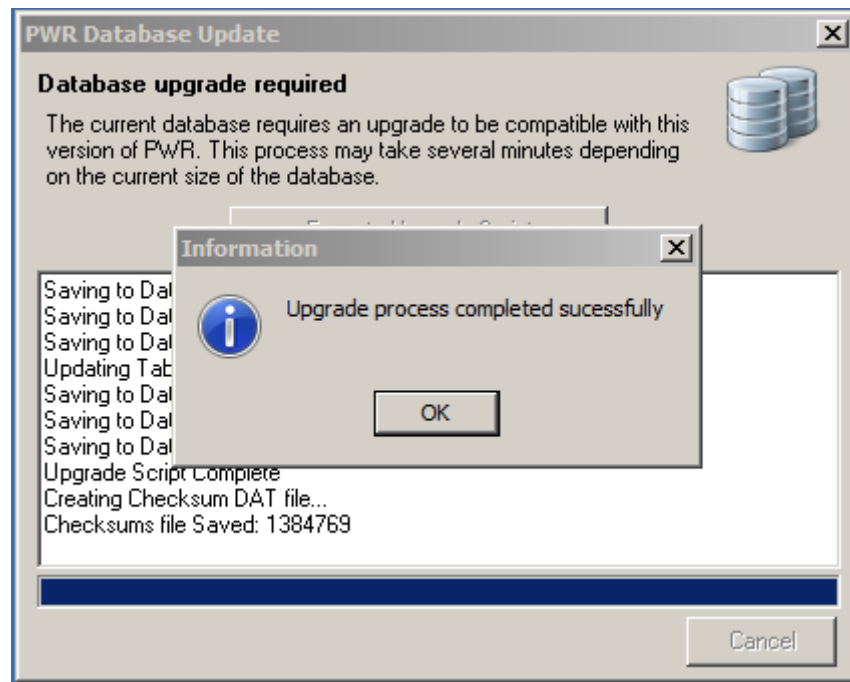 PWR Database Update
Database upgrade required
The current database requires an upgrade to be compatible with this
version of PWR. This process may take several minutes depending
on the current size of the database.
Information
Upgrade process completed sucessfully
OK
Saving to Dat
Saving to Dat
Saving to Dat
Updating Tab
Saving to Dat
Saving to Dat
Saving to Dat
Upgrade Script Complete
Creating Checksum DAT file...
Checksums file Saved: 1384769
Cancel